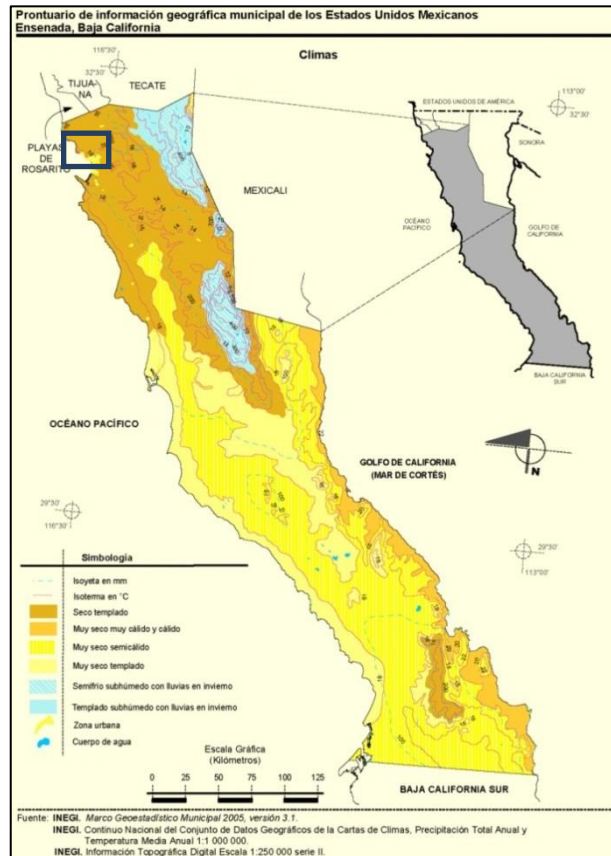 Prontuario de información geográfica municipal de los Estados Unidos Mexicanos
Ensenada, Baja California
Climas
116°30'
32°30'
TIJUA-
NA
TECATE
PLAYAS
DE
ROSARITO
MEXICALI
113°00'
32°30'
ESTADOS UNIDOS DE AMÉRICA
SONORA
OCÉANO
PACÍFICO
GOLFO DE
CALIFORNIA
BAJA CALIFORNIA
SUR
OCÉANO PACÍFICO
GOLFO DE CALIFORNIA
(MAR DE CORTÉS)
N
29°30'
116°30'
29°30'
113°00'
Simbología
Isoyeta en mm
Isoterma en °C
Seco templado
Muy seco muy cálido y cálido
Muy seco semicálido
Muy seco templado
Semifrio subhúmedo con lluvias en invierno
Templado subhúmedo con lluvias en invierno
Zona urbana
Cuerpo de agua
Escala Gráfica
(Kilómetros)
0 25 50 75 100 125
BAJA CALIFORNIA SUR
Fuente: INEGI. Marco Geoestadístico Municipal 2005, versión 3.1.
INEGI. Continuo Nacional del Conjunto de Datos Geográficos de la Cartas de Climas, Precipitación Total Anual y
Temperatura Media Anual 1:1 000 000.
INEGI. Información Topográfica Digital Escala 1:250 000 serie II.